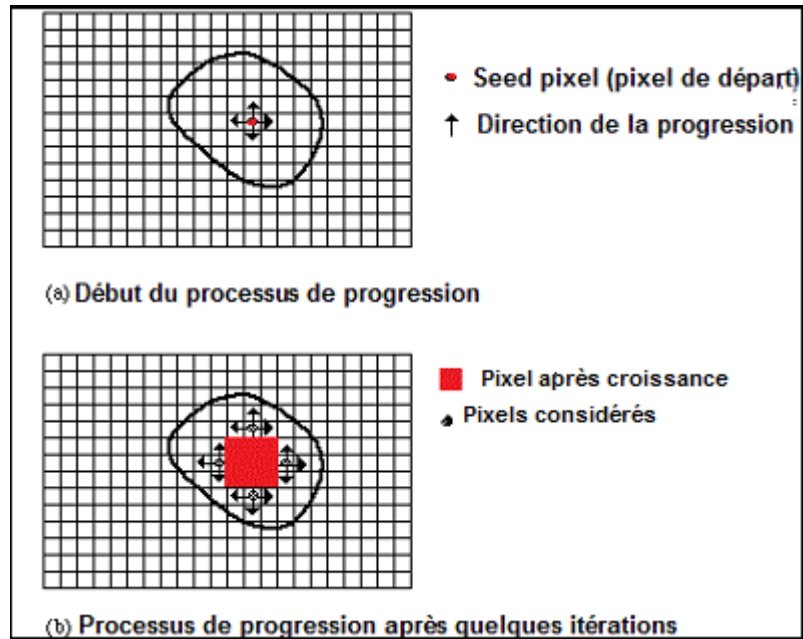 Seed pixel (pixel de départ)
Direction de la progression
(a) Début du processus de progression
Pixel après croissance
Pixels considérés
(b) Processus de progression après quelques itérations